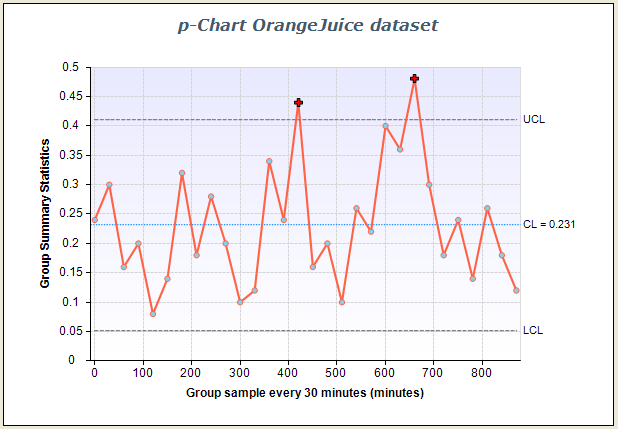 p-Chart OrangeJuice dataset
0.5
0.45
0.4
0.35
0.3
0.25
0.2
0.15
0.1
0.05
0
Group Summary Statistics
UCL
CL = 0.231
LCL
0 100 200 300 400 500 600 700 800
Group sample every 30 minutes (minutes)